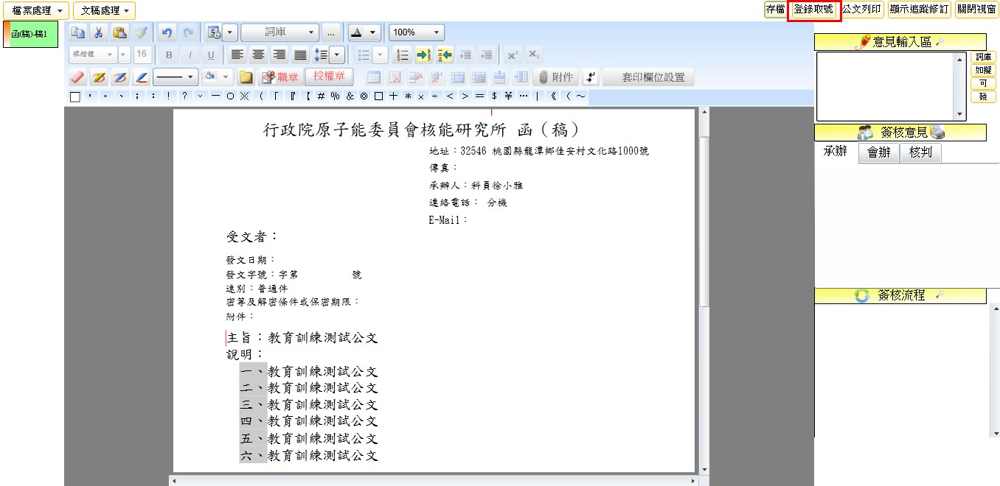 檔案處理 文稿處理 存檔 登錄取號 公文列印 顯示追蹤修訂 關閉視窗
函(稿)-稿1
詞庫 ... A 100%
標楷體 16 B I U x² x₂
職章 授權章 附件 套印欄位設置
， 。 、 ； ： ！ ？ ˇ — ○ ※ （ 「 『 【 # % & ◎ □ + * × ÷ < > = $ ¥ … | 《 〈 ～
行政院原子能委員會核能研究所 函（稿）
地址：32546 桃園縣龍潭鄉佳安村文化路1000號
傳真：
承辦人：科員徐小雅
連絡電話： 分機
E-Mail：
受文者：
發文日期：
發文字號：字第 號
速別：普通件
密等及解密條件或保密期限：
附件：
主旨：教育訓練測試公文
說明：
一、教育訓練測試公文
二、教育訓練測試公文
三、教育訓練測試公文
四、教育訓練測試公文
五、教育訓練測試公文
六、教育訓練測試公文
意見輸入區
詞庫
如擬
可
發
簽核意見
承辦 會辦 核判
簽核流程